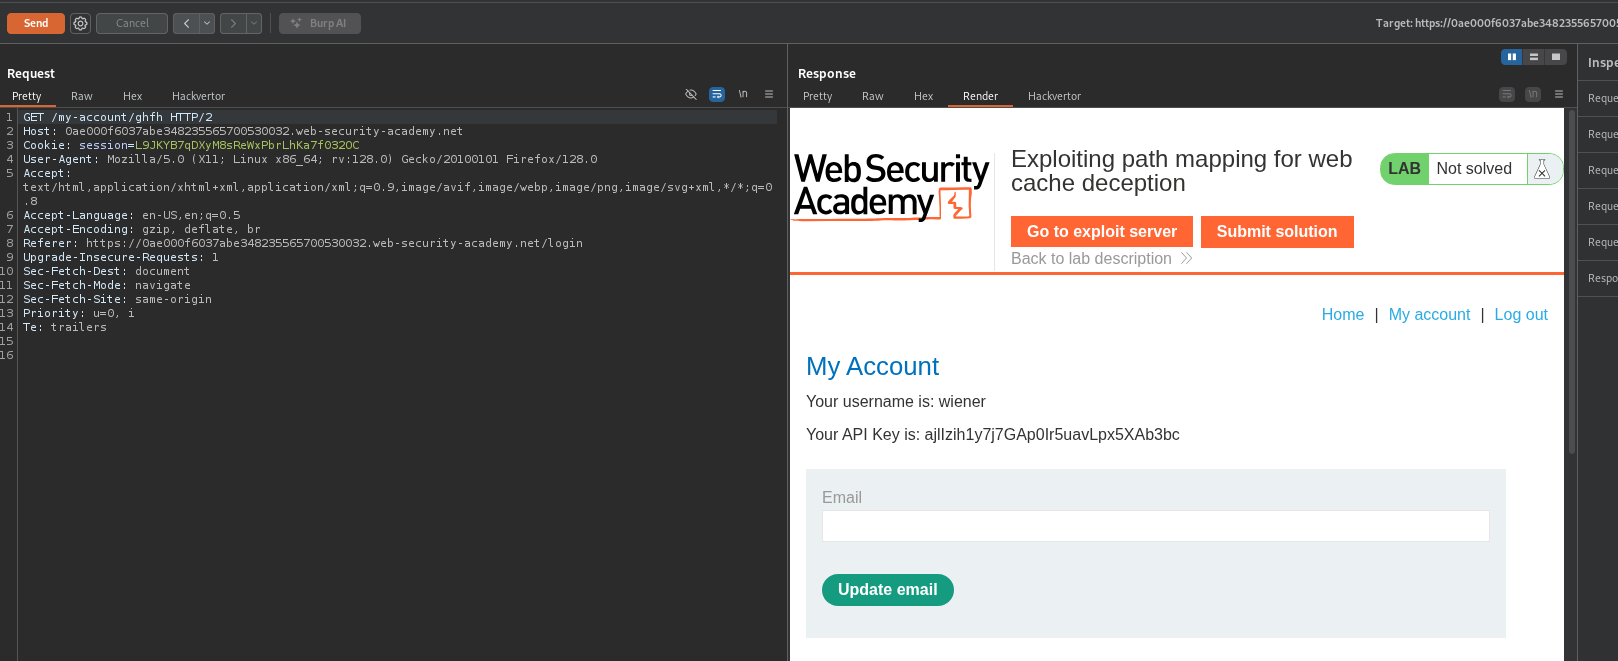 Send
Cancel
Burp AI
Target: https://0ae000f6037abe3482355657005
Request
Pretty Raw Hex Hackvertor
\n
1 GET /my-account/ghfh HTTP/2
2 Host: 0ae000f6037abe348235565700530032.web-security-academy.net
3 Cookie: session=L9JKYB7qDXyM8sReWxPbrLhKa7f032OC
4 User-Agent: Mozilla/5.0 (X11; Linux x86_64; rv:128.0) Gecko/20100101 Firefox/128.0
5 Accept:
text/html,application/xhtml+xml,application/xml;q=0.9,image/avif,image/webp,image/png,image/svg+xml,*/*;q=0
.8
6 Accept-Language: en-US,en;q=0.5
7 Accept-Encoding: gzip, deflate, br
8 Referer: https://0ae000f6037abe348235565700530032.web-security-academy.net/login
9 Upgrade-Insecure-Requests: 1
10 Sec-Fetch-Dest: document
11 Sec-Fetch-Mode: navigate
12 Sec-Fetch-Site: same-origin
13 Priority: u=0, i
14 Te: trailers
15
16
Response
Pretty Raw Hex Render Hackvertor
\n
Web Security
Academy
Exploiting path mapping for web
cache deception
LAB Not solved
Go to exploit server
Submit solution
Back to lab description
Home | My account | Log out
My Account
Your username is: wiener
Your API Key is: ajlIzih1y7j7GAp0Ir5uavLpx5XAb3bc
Email
Update email
Inspe
Reque
Reque
Reque
Reque
Reque
Respo